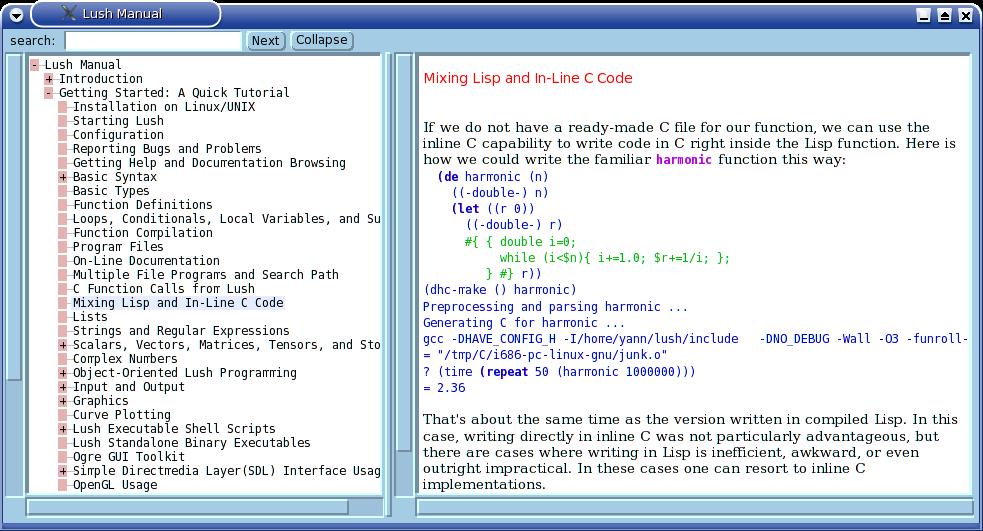 Lush Manual
search: Next Collapse
Lush Manual
Introduction
Getting Started: A Quick Tutorial
Installation on Linux/UNIX
Starting Lush
Configuration
Reporting Bugs and Problems
Getting Help and Documentation Browsing
Basic Syntax
Basic Types
Function Definitions
Loops, Conditionals, Local Variables, and Su
Function Compilation
Program Files
On-Line Documentation
Multiple File Programs and Search Path
C Function Calls from Lush
Mixing Lisp and In-Line C Code
Lists
Strings and Regular Expressions
Scalars, Vectors, Matrices, Tensors, and Sto
Complex Numbers
Object-Oriented Lush Programming
Input and Output
Graphics
Curve Plotting
Lush Executable Shell Scripts
Lush Standalone Binary Executables
Ogre GUI Toolkit
Simple Directmedia Layer(SDL) Interface Usag
OpenGL Usage
Mixing Lisp and In-Line C Code
If we do not have a ready-made C file for our function, we can use the
inline C capability to write code in C right inside the Lisp function. Here is
how we could write the familiar harmonic function this way:
(de harmonic (n)
((-double-) n)
(let ((r 0))
((-double-) r)
#{ { double i=0;
while (i<$n){ i+=1.0; $r+=1/i; };
} #} r))
(dhc-make () harmonic)
Preprocessing and parsing harmonic ...
Generating C for harmonic ...
gcc -DHAVE_CONFIG_H -I/home/yann/lush/include -DNO_DEBUG -Wall -O3 -funroll-
= "/tmp/C/i686-pc-linux-gnu/junk.o"
? (time (repeat 50 (harmonic 1000000)))
= 2.36
That's about the same time as the version written in compiled Lisp. In this
case, writing directly in inline C was not particularly advantageous, but
there are cases where writing in Lisp is inefficient, awkward, or even
outright impractical. In these cases one can resort to inline C
implementations.